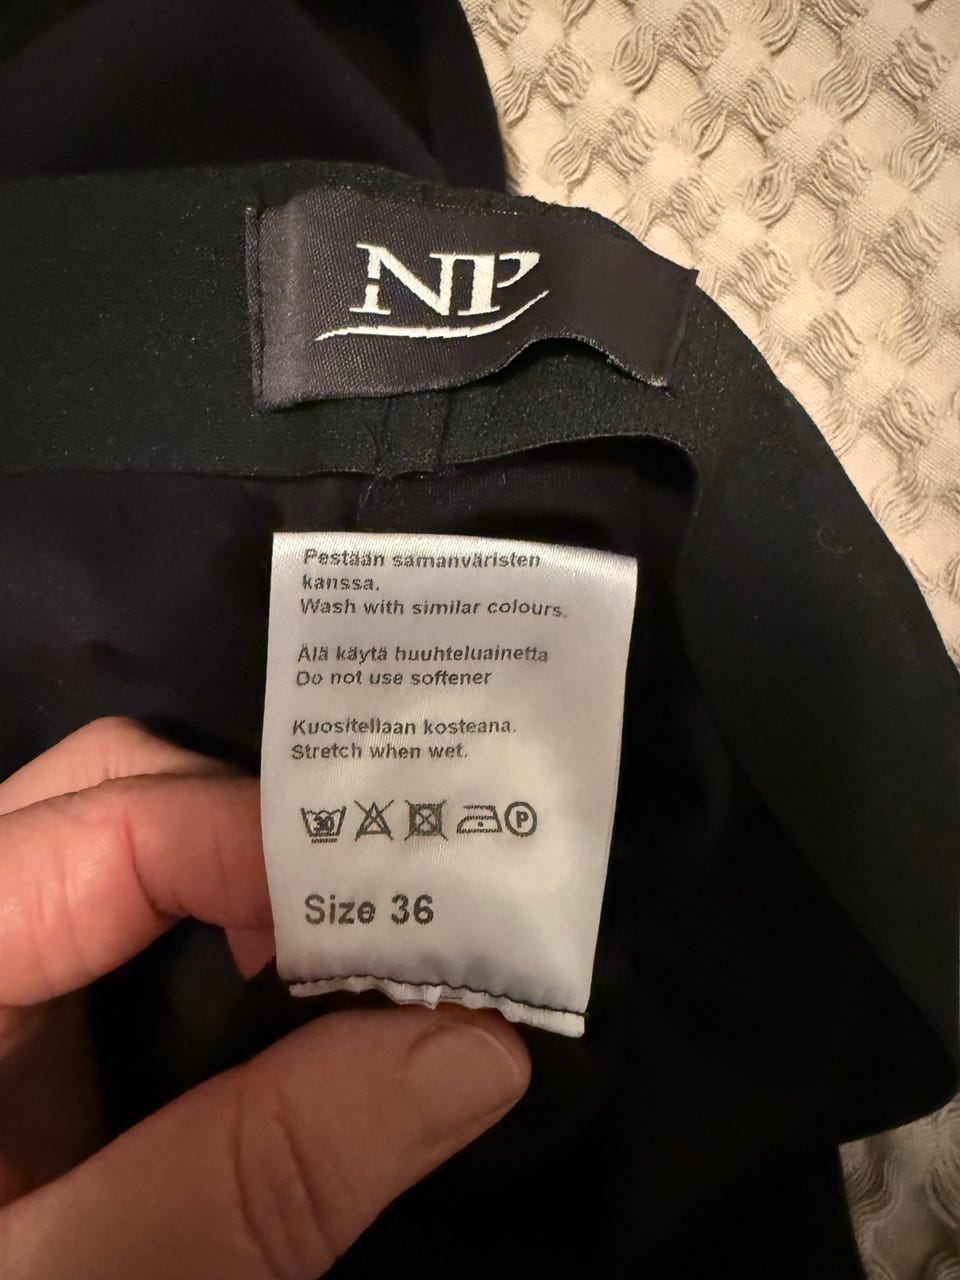 NP
Pestään samanväristen
kanssa.
Wash with similar colours.
Älä käytä huuhteluainetta
Do not use softener
Kuositellaan kosteana.
Stretch when wet.
30 P
Size 36